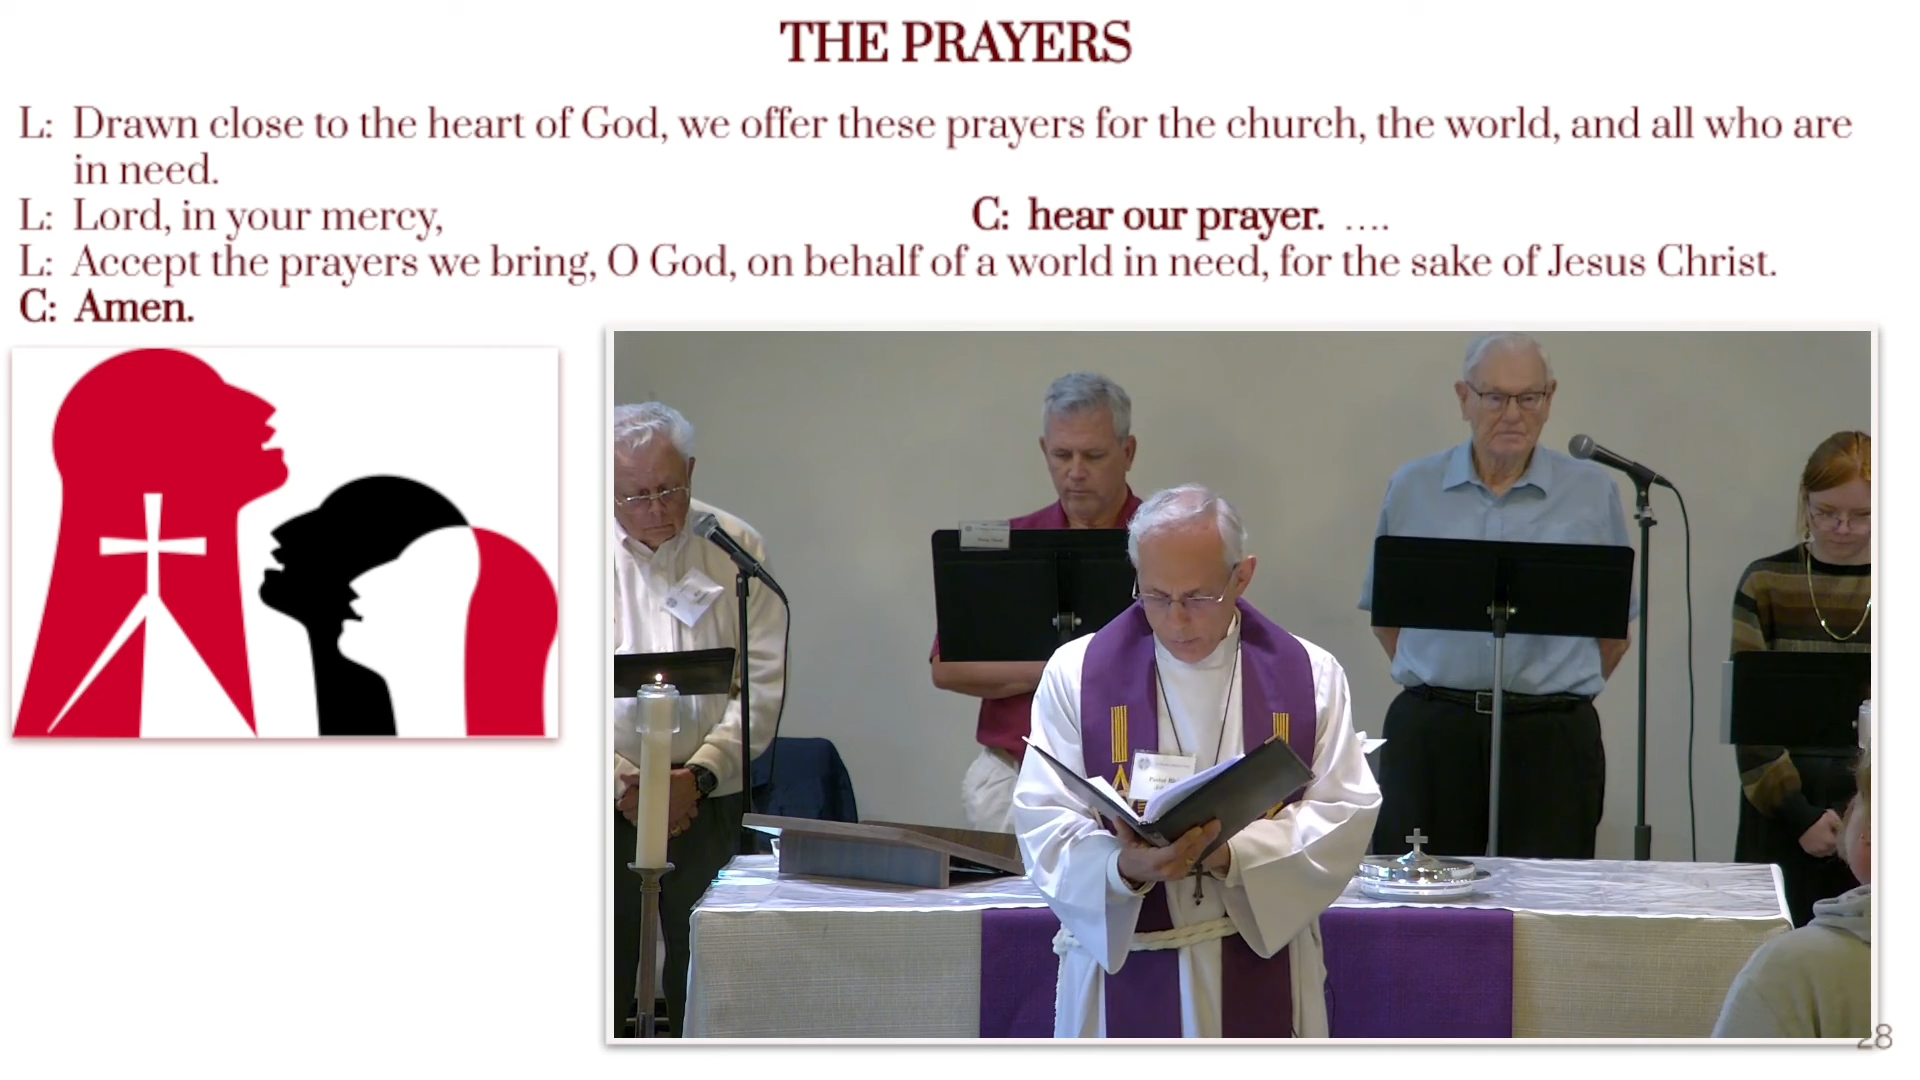 THE PRAYERS
L: Drawn close to the heart of God, we offer these prayers for the church, the world, and all who are
in need.
L: Lord, in your mercy, C: hear our prayer. ....
L: Accept the prayers we bring, O God, on behalf of a world in need, for the sake of Jesus Christ.
C: Amen.
Pastor
28